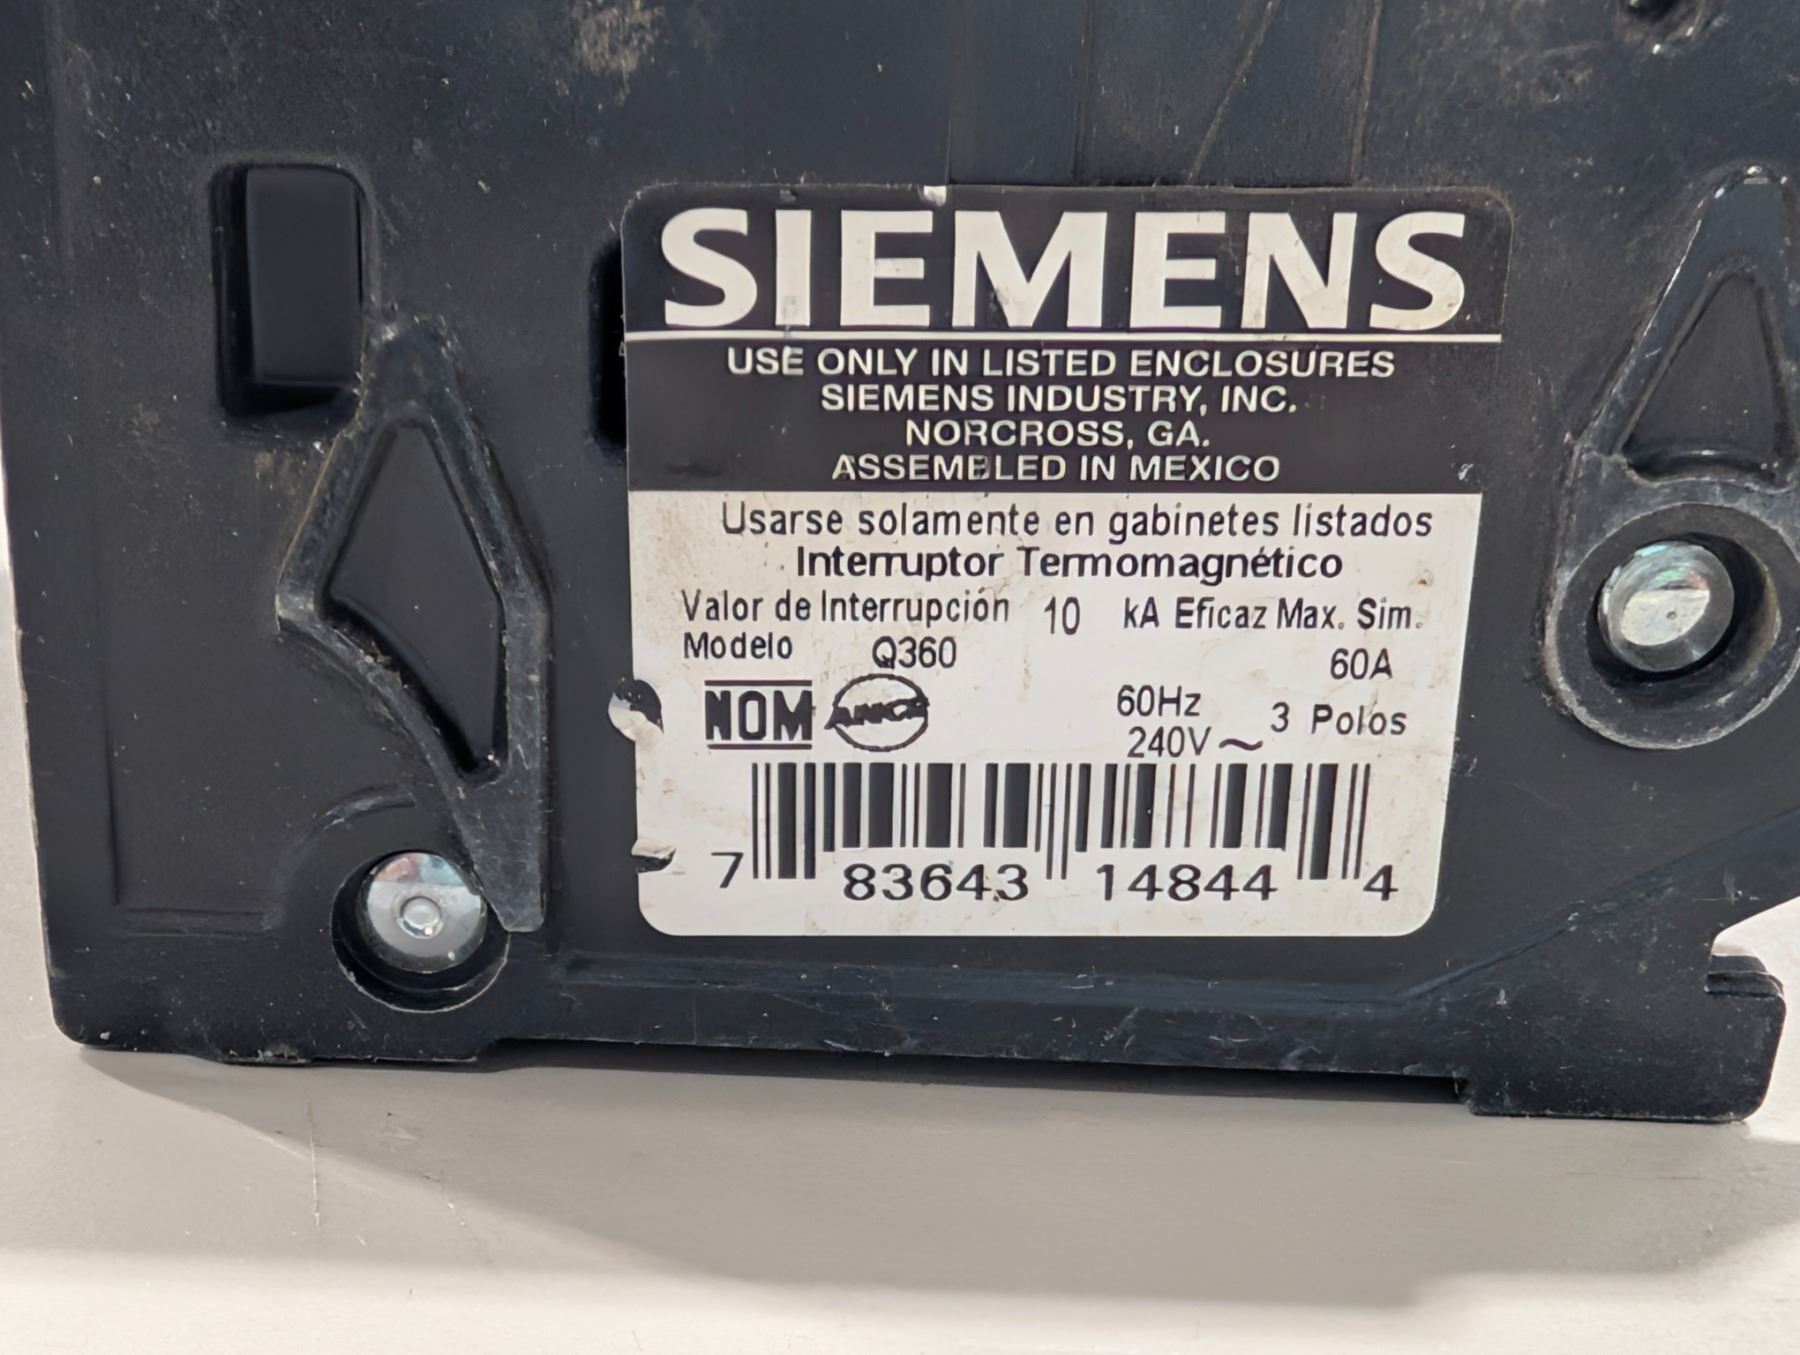 SIEMENS
USE ONLY IN LISTED ENCLOSURES
SIEMENS INDUSTRY, INC.
NORCROSS, GA.
ASSEMBLED IN MEXICO
Usarse solamente en gabinetes listados
Interruptor Termomagnético
Valor de Interrupción 10 kA Eficaz Max. Sim.
Modelo Q360 60A
NOM ANCE 60Hz 3 Polos
240V~
7 83643 14844 4